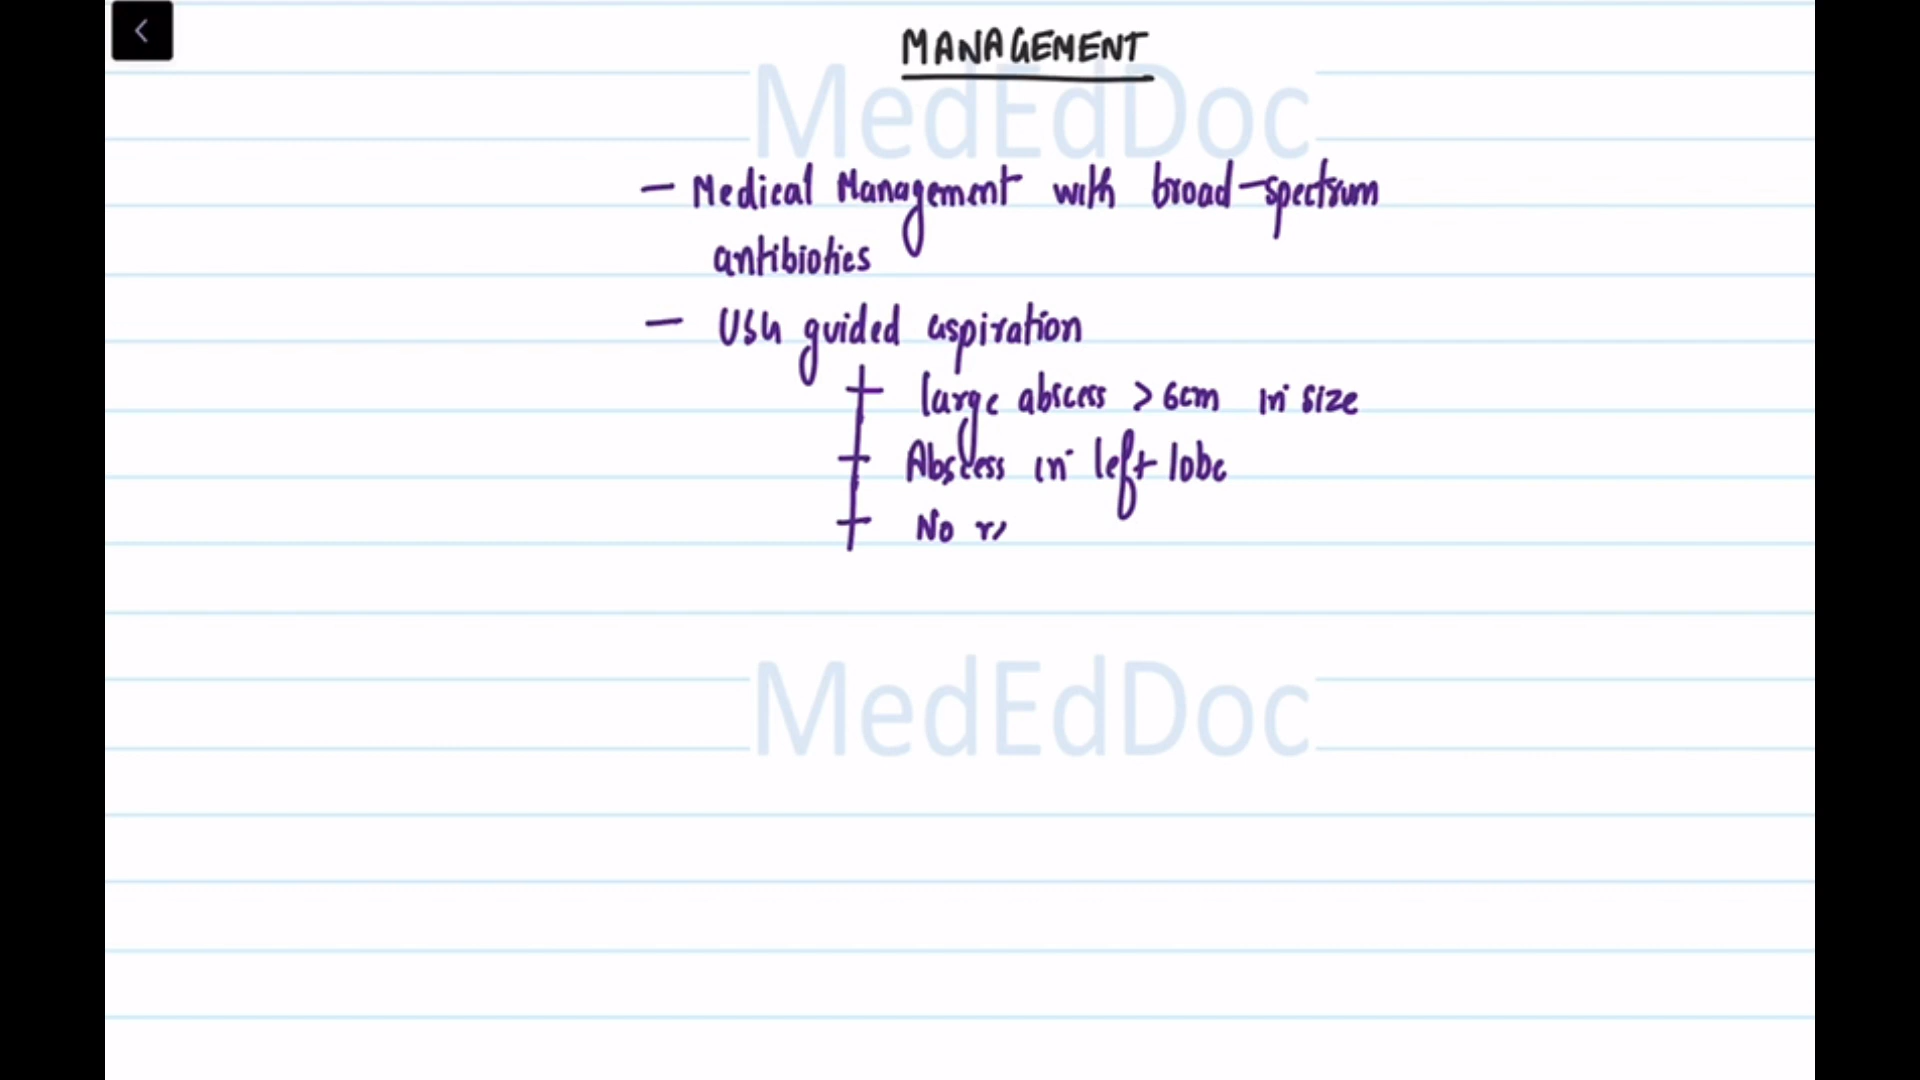 MANAGEMENT
MedEdDoc
– Medical Management with broad-spectrum
antibiotics
– USG guided aspiration
large abscess > 6cm in size
Abscess in left lobe
No
MedEdDoc